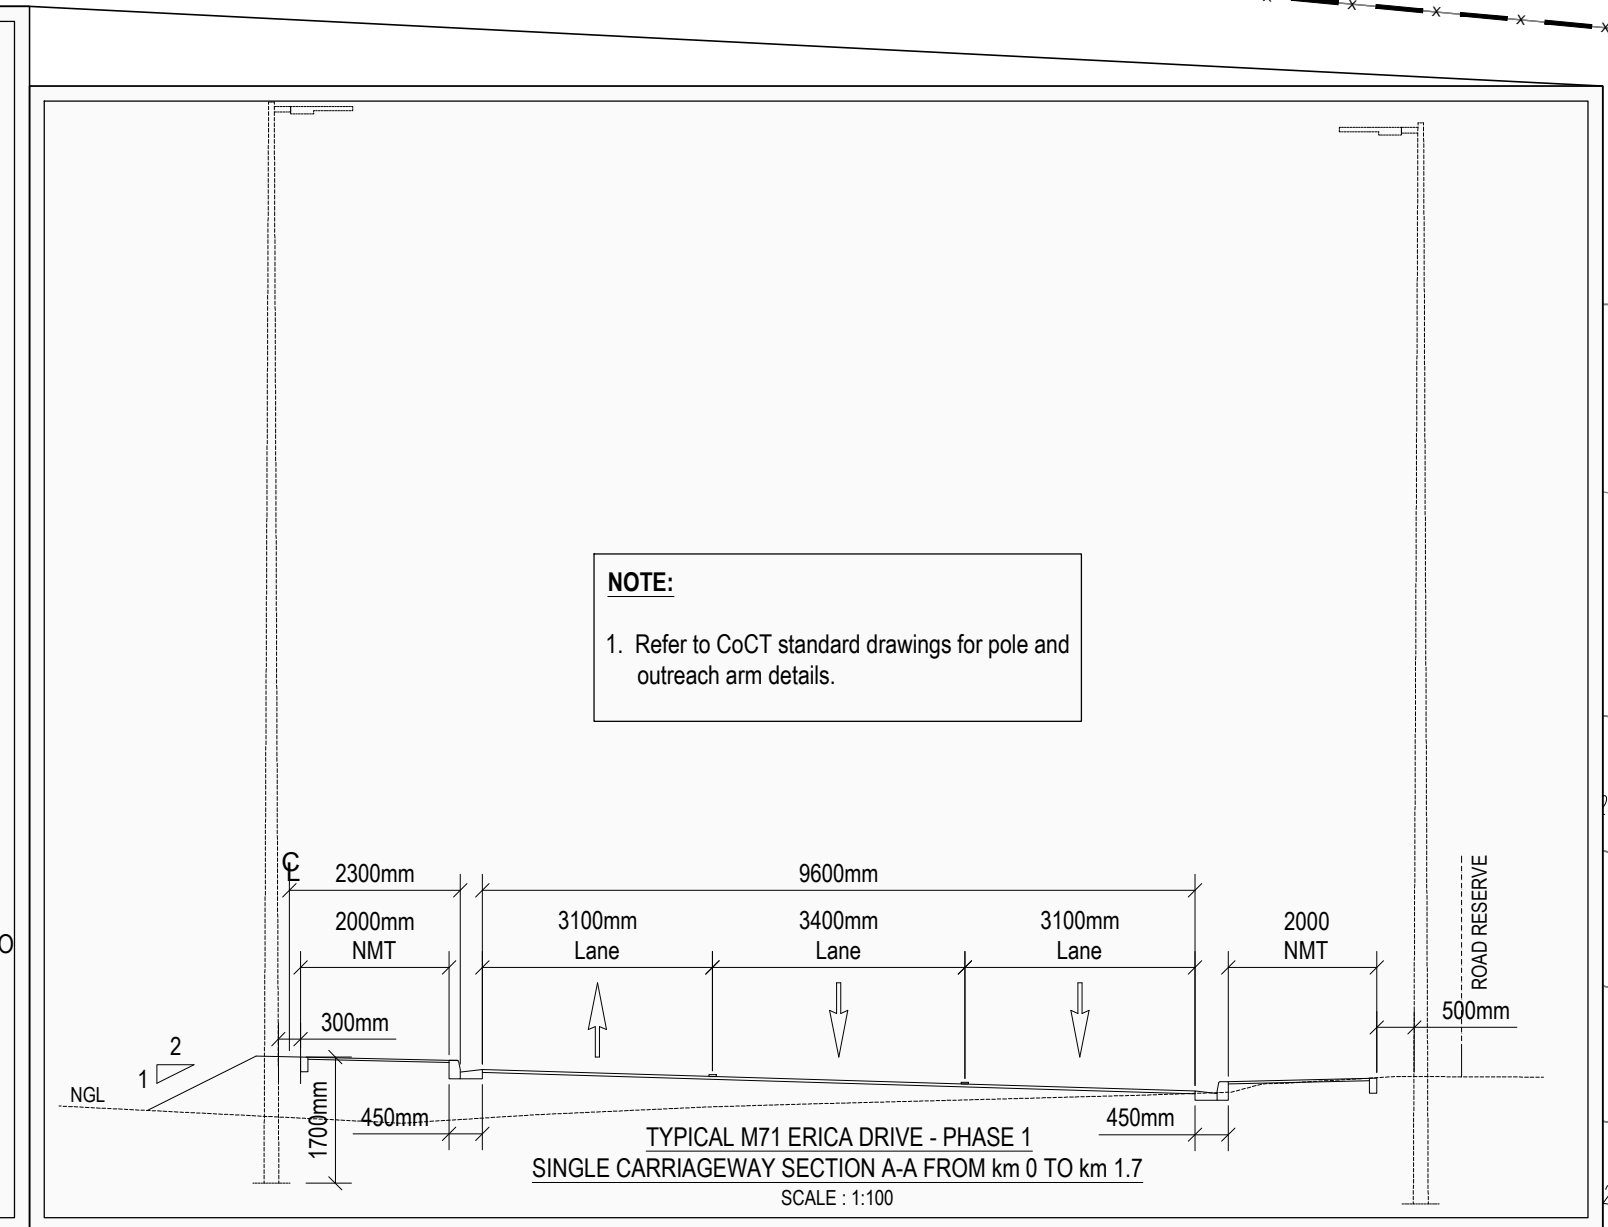 NOTE:
1. Refer to CoCT standard drawings for pole and
outreach arm details.
℄
2300mm
9600mm
2000mm
NMT
3100mm
Lane
3400mm
Lane
3100mm
Lane
2000
NMT
ROAD RESERVE
300mm
500mm
2
1
NGL
1700mm
450mm
450mm
TYPICAL M71 ERICA DRIVE - PHASE 1
SINGLE CARRIAGEWAY SECTION A-A FROM km 0 TO km 1.7
SCALE : 1:100